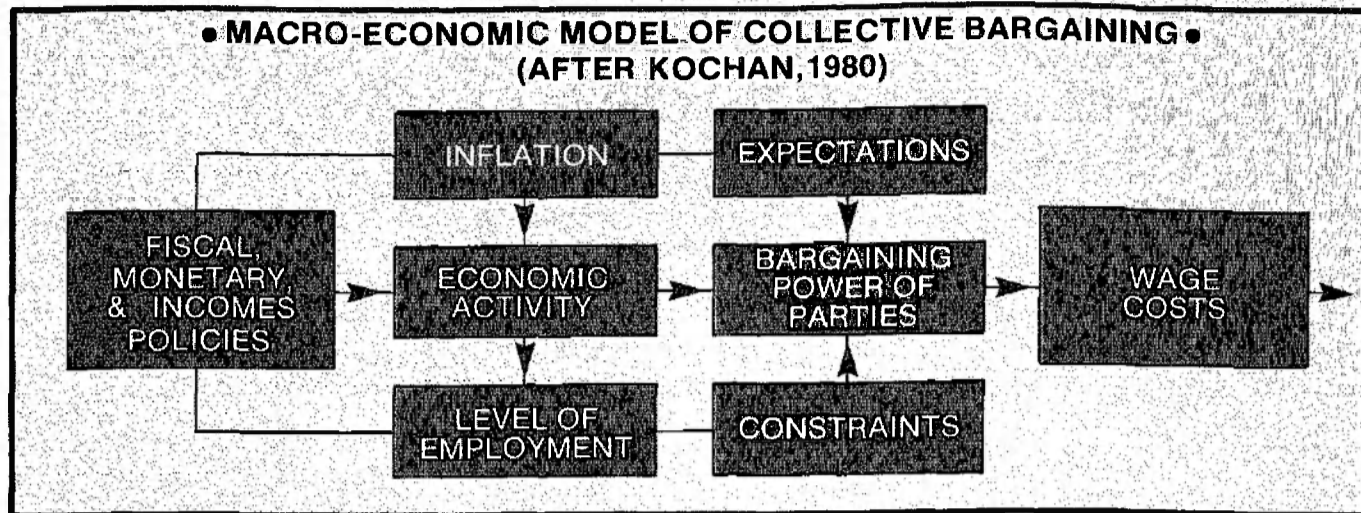 • MACRO-ECONOMIC MODEL OF COLLECTIVE BARGAINING •
(AFTER KOCHAN, 1980)
INFLATION
EXPECTATIONS
FISCAL,
MONETARY,
& INCOMES
POLICIES
ECONOMIC
ACTIVITY
BARGAINING
POWER OF
PARTIES
WAGE
COSTS
LEVEL OF
EMPLOYMENT
CONSTRAINTS